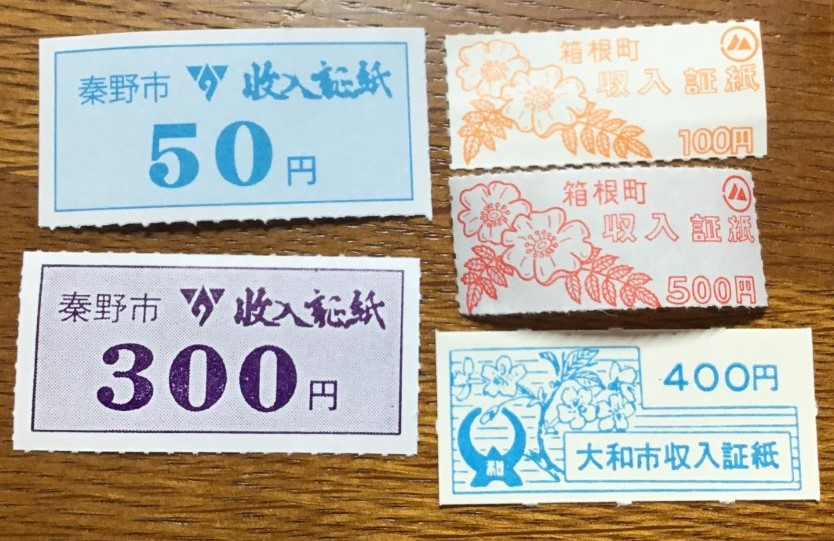 秦野市 収入証紙
50円
秦野市 収入証紙
300円
箱根町
収入証紙
100円
箱根町
収入証紙
500円
400円
和
大和市収入証紙